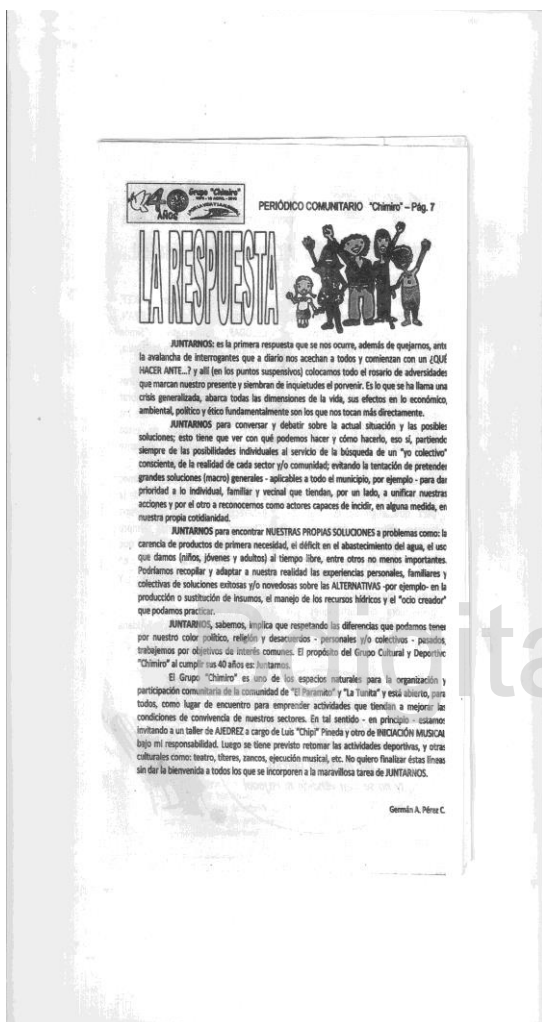 40 AÑOS
Grupo "Chimiro"
PERIÓDICO COMUNITARIO "Chimiro" – Pág. 7
LA RESPUESTA
JUNTARNOS: es la primera respuesta que se nos ocurre, además de quejarnos, ante
la avalancha de interrogantes que a diario nos acechan a todos y comienzan con un ¿QUÉ
HACER ANTE...? y allí (en los puntos suspensivos) colocamos todo el rosario de adversidades
que marcan nuestro presente y siembran de inquietudes el porvenir. Es lo que se ha llama una
crisis generalizada, abarca todas las dimensiones de la vida, sus efectos en lo económico,
ambiental, político y ético fundamentalmente son los que nos tocan más directamente.
JUNTARNOS para conversar y debatir sobre la actual situación y las posibles
soluciones; esto tiene que ver con qué podemos hacer y cómo hacerlo, eso sí, partiendo
siempre de las posibilidades individuales al servicio de la búsqueda de un "yo colectivo"
consciente, de la realidad de cada sector y/o comunidad; evitando la tentación de pretender
grandes soluciones (macro) generales - aplicables a todo el municipio, por ejemplo - para dar
prioridad a lo individual, familiar y vecinal que tiendan, por un lado, a unificar nuestras
acciones y por el otro a reconocernos como actores capaces de incidir, en alguna medida, en
nuestra propia cotidianidad.
JUNTARNOS para encontrar NUESTRAS PROPIAS SOLUCIONES a problemas como: la
carencia de productos de primera necesidad, el déficit en el abastecimiento del agua, el uso
que damos (niños, jóvenes y adultos) al tiempo libre, entre otros no menos importantes.
Podríamos recopilar y adaptar a nuestra realidad las experiencias personales, familiares y
colectivas de soluciones exitosas y/o novedosas sobre las ALTERNATIVAS -por ejemplo- en la
producción o sustitución de insumos, el manejo de los recursos hídricos y el "ocio creador"
que podamos practicar.
JUNTARNOS, sabemos, implica que respetando las diferencias que podamos tener
por nuestro color político, religión y desacuerdos - personales y/o colectivos - pasados,
trabajemos por objetivos de interés comunes. El propósito del Grupo Cultural y Deportivo
"Chimiro" al cumplir sus 40 años es: Juntarnos.
El Grupo "Chimiro" es uno de los espacios naturales para la organización y
participación comunitaria de la comunidad de "El Paramito" y "La Tunita" y está abierto, para
todos, como lugar de encuentro para emprender actividades que tiendan a mejorar las
condiciones de convivencia de nuestros sectores. En tal sentido - en principio - estamos
invitando a un taller de AJEDREZ a cargo de Luis "Chipi" Pineda y otro de INICIACIÓN MUSICAL
bajo mi responsabilidad. Luego se tiene previsto retomar las actividades deportivas, y otras
culturales como: teatro, títeres, zancos, ejecución musical, etc. No quiero finalizar éstas líneas
sin dar la bienvenida a todos los que se incorporen a la maravillosa tarea de JUNTARNOS.
Germán A. Pérez C.